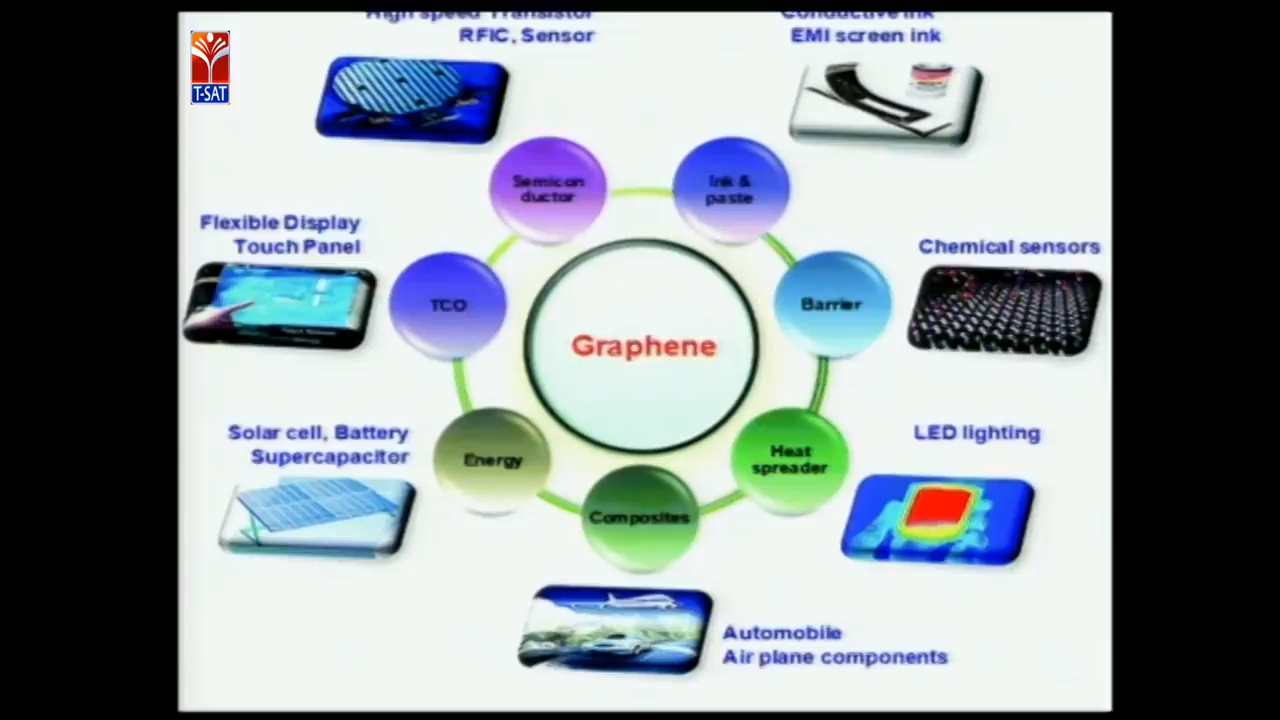 High speed Transistor
RFIC, Sensor
Conductive ink
EMI screen ink
T-SAT
Semicon
ductor
Ink &
paste
Flexible Display
Touch Panel
TCO
Barrier
Chemical sensors
Graphene
Solar cell, Battery
Supercapacitor
Energy
Heat
spreader
LED lighting
Composites
Automobile
Air plane components